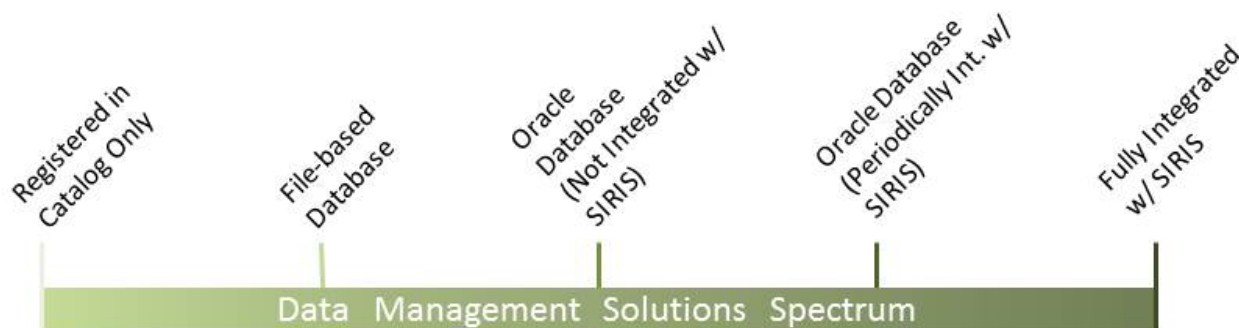 Registered in
Catalog Only
File-based
Database
Oracle
Database
(Not Integrated w/
SIRIS)
Oracle Database
(Periodically Int. w/
SIRIS)
Fully Integrated
w/ SIRIS
Data Management Solutions Spectrum